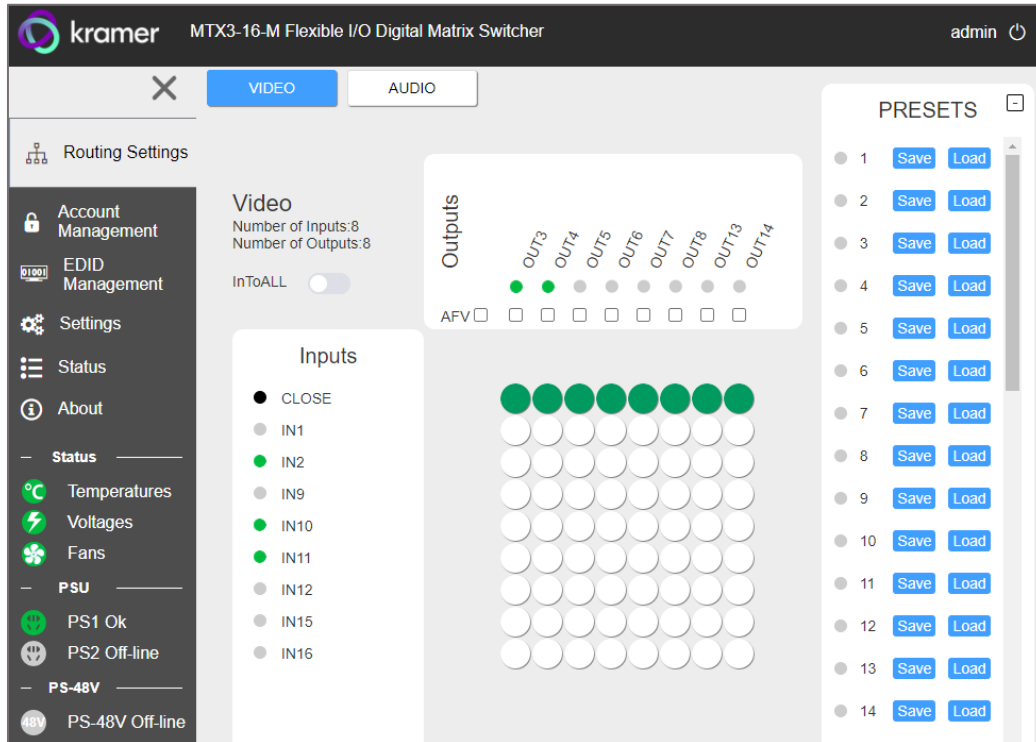 kramer
MTX3-16-M Flexible I/O Digital Matrix Switcher
admin
VIDEO
AUDIO
Routing Settings
Account
Management
01001
EDID
Management
Settings
Status
About
Status
°C
Temperatures
Voltages
Fans
PSU
PS1 Ok
PS2 Off-line
PS-48V
48V
PS-48V Off-line
Video
Number of Inputs:8
Number of Outputs:8
InToALL
Outputs
OUT3
OUT4
OUT5
OUT6
OUT7
OUT8
OUT13
OUT14
AFV
Inputs
CLOSE
IN1
IN2
IN9
IN10
IN11
IN12
IN15
IN16
PRESETS
1 Save Load
2 Save Load
3 Save Load
4 Save Load
5 Save Load
6 Save Load
7 Save Load
8 Save Load
9 Save Load
10 Save Load
11 Save Load
12 Save Load
13 Save Load
14 Save Load